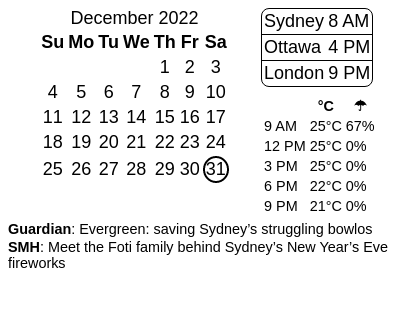 December 2022
Su Mo Tu We Th Fr Sa
1 2 3
4 5 6 7 8 9 10
11 12 13 14 15 16 17
18 19 20 21 22 23 24
25 26 27 28 29 30 31
Sydney 8 AM
Ottawa 4 PM
London 9 PM
°C ☂
9 AM 25°C 67%
12 PM 25°C 0%
3 PM 25°C 0%
6 PM 22°C 0%
9 PM 21°C 0%
Guardian: Evergreen: saving Sydney’s struggling bowlos
SMH: Meet the Foti family behind Sydney’s New Year’s Eve
fireworks